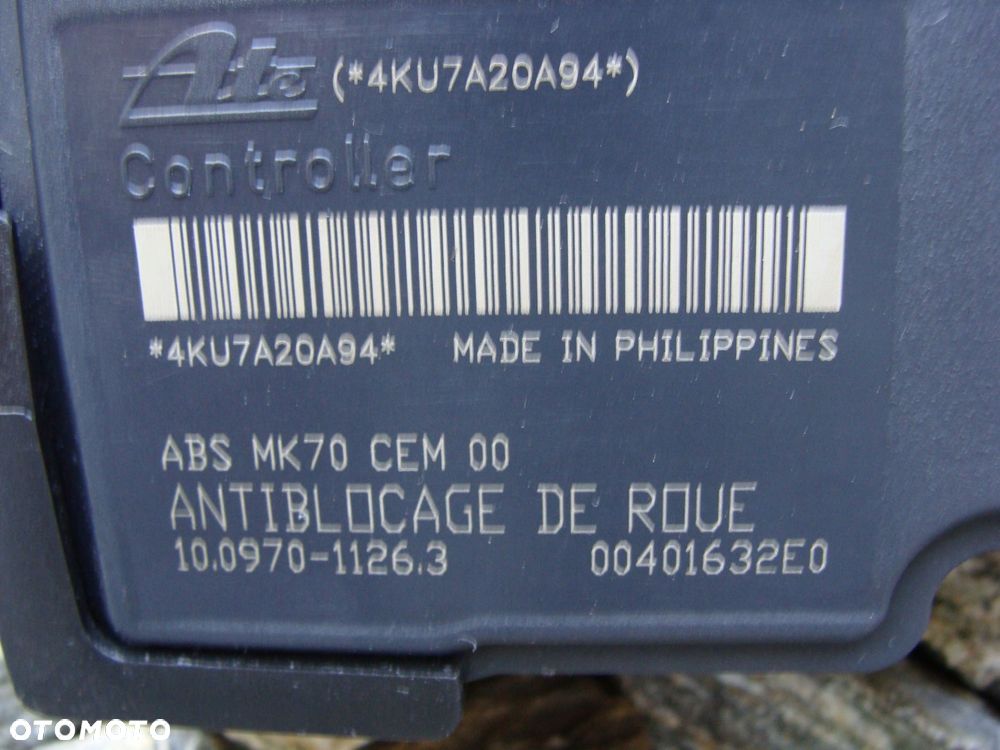 Ate (*4KU7A20A94*)
Controller
*4KU7A20A94* MADE IN PHILIPPINES
ABS MK70 CEM 00
ANTIBLOCAGE DE ROUE
10.0970-1126.3 00401632E0
OTOMOTO